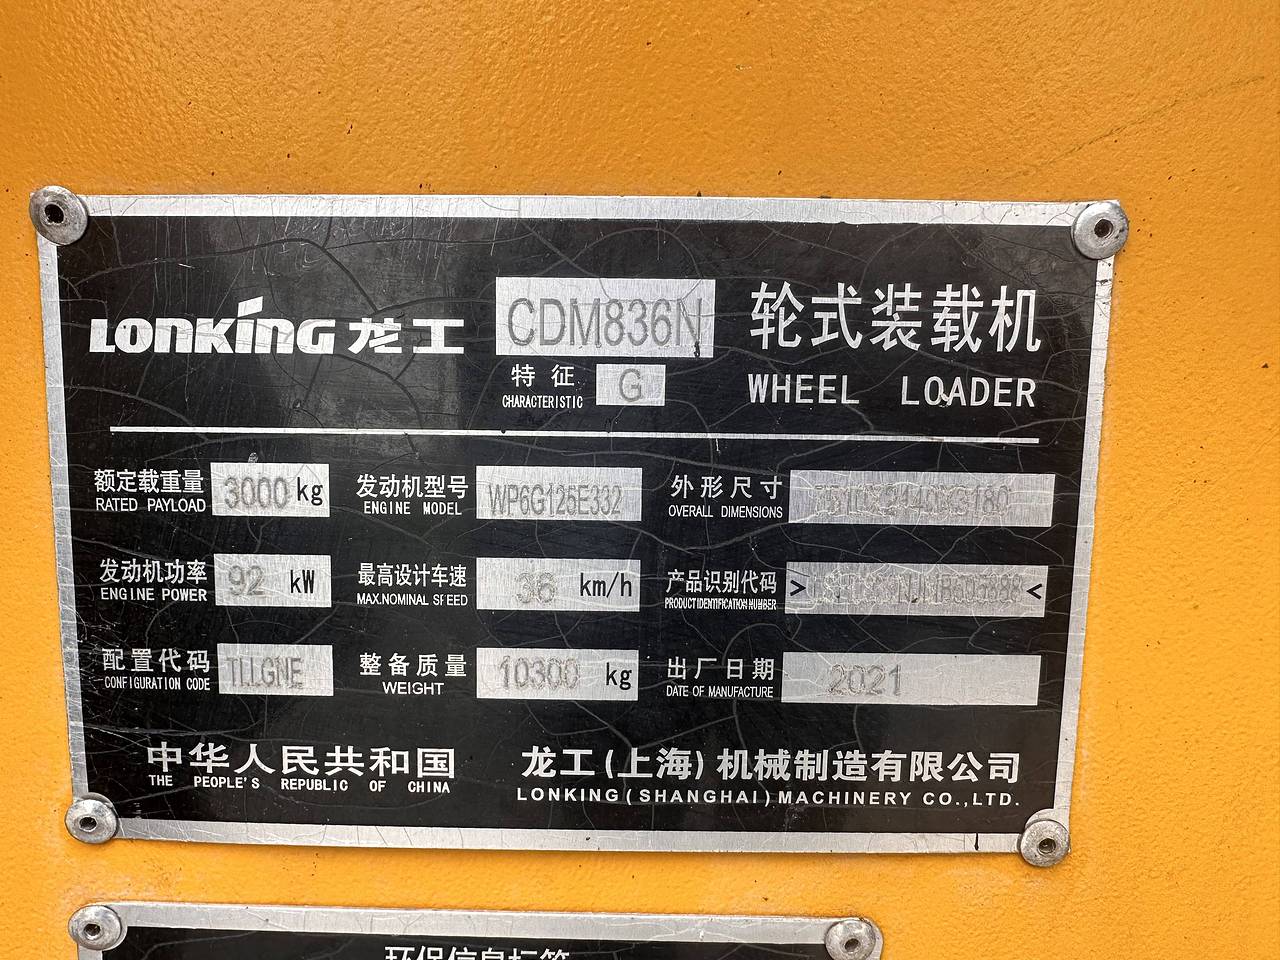 LONKING 龙工 CDM836N 轮式装载机
特征 G
CHARACTERISTIC
WHEEL LOADER
额定载重量 3000 kg
RATED PAYLOAD
发动机型号 WP6G125E332
ENGINE MODEL
外形尺寸
OVERALL DIMENSIONS
发动机功率 92 kW
ENGINE POWER
最高设计车速 36 km/h
MAX.NOMINAL SPEED
产品识别代码 > <
PRODUCT IDENTIFICATION NUMBER
配置代码
CONFIGURATION CODE
整备质量 10300 kg
WEIGHT
出厂日期 2021
DATE OF MANUFACTURE
中华人民共和国
THE PEOPLE'S REPUBLIC OF CHINA
龙工(上海)机械制造有限公司
LONKING(SHANGHAI)MACHINERY CO.,LTD.
环保信息标签